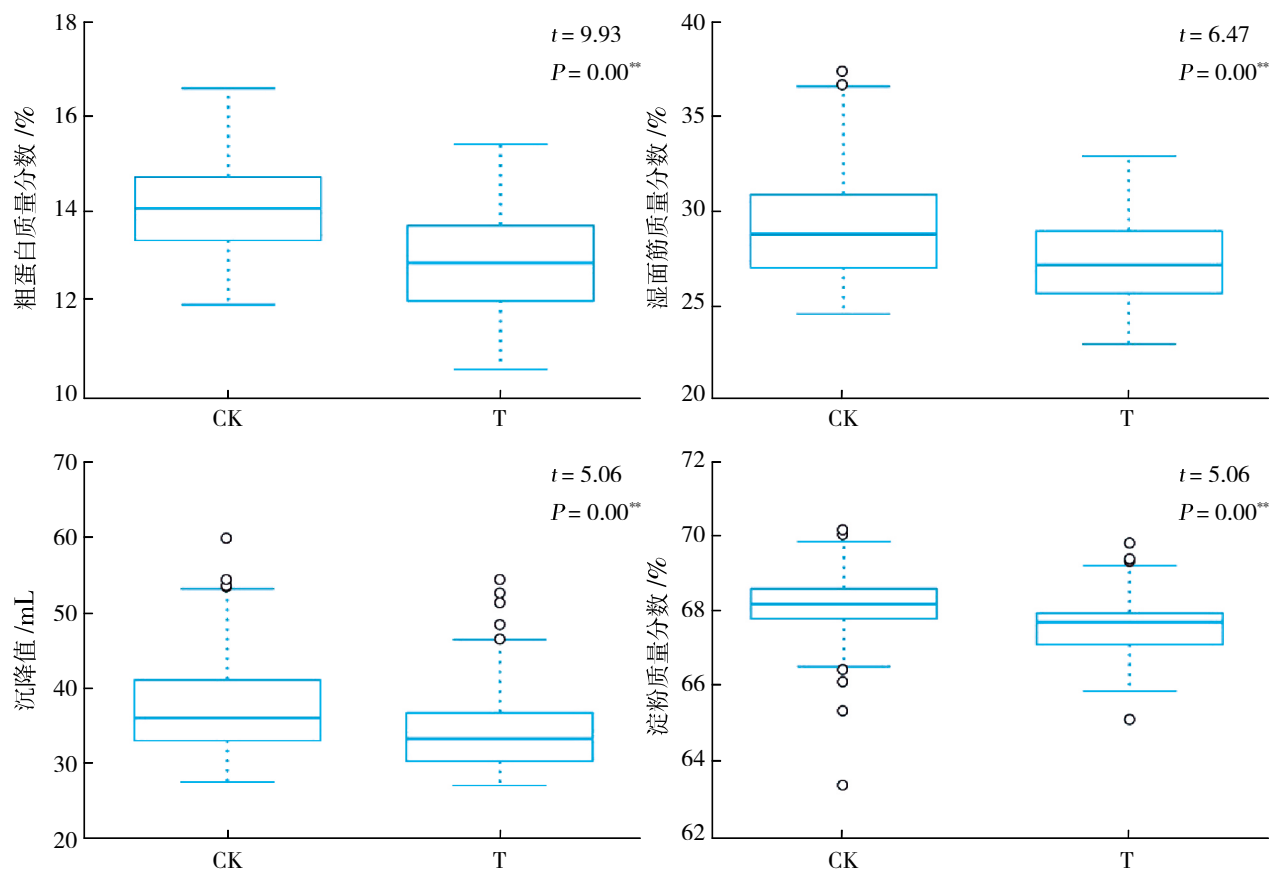 18
16
14
12
10
粗蛋白质量分数 /%
t = 9.93
P = 0.00**
CK
T
40
35
30
25
20
湿面筋质量分数 /%
t = 6.47
P = 0.00**
CK
T
70
60
50
40
30
20
沉降值 /mL
t = 5.06
P = 0.00**
CK
T
72
70
68
66
64
62
淀粉质量分数 /%
t = 5.06
P = 0.00**
CK
T